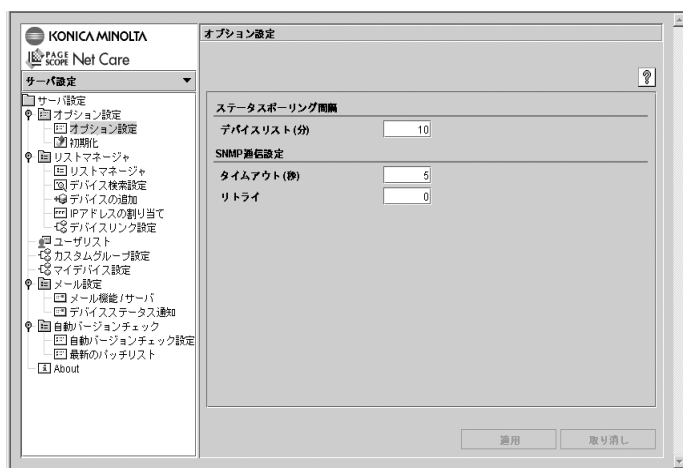 KONICA MINOLTA
PAGE SCOPE Net Care
サーバ設定
サーバ設定
オプション設定
オプション設定
初期化
リストマネージャ
リストマネージャ
デバイス検索設定
デバイスの追加
IPアドレスの割り当て
デバイスリンク設定
ユーザリスト
カスタムグループ設定
マイデバイス設定
メール設定
メール機能/サーバ
デバイスステータス通知
自動バージョンチェック
自動バージョンチェック設定
最新のパッチリスト
About
オプション設定
?
ステータスポーリング間隔
デバイスリスト(分) 10
SNMP通信設定
タイムアウト(秒) 5
リトライ 0
適用 取り消し